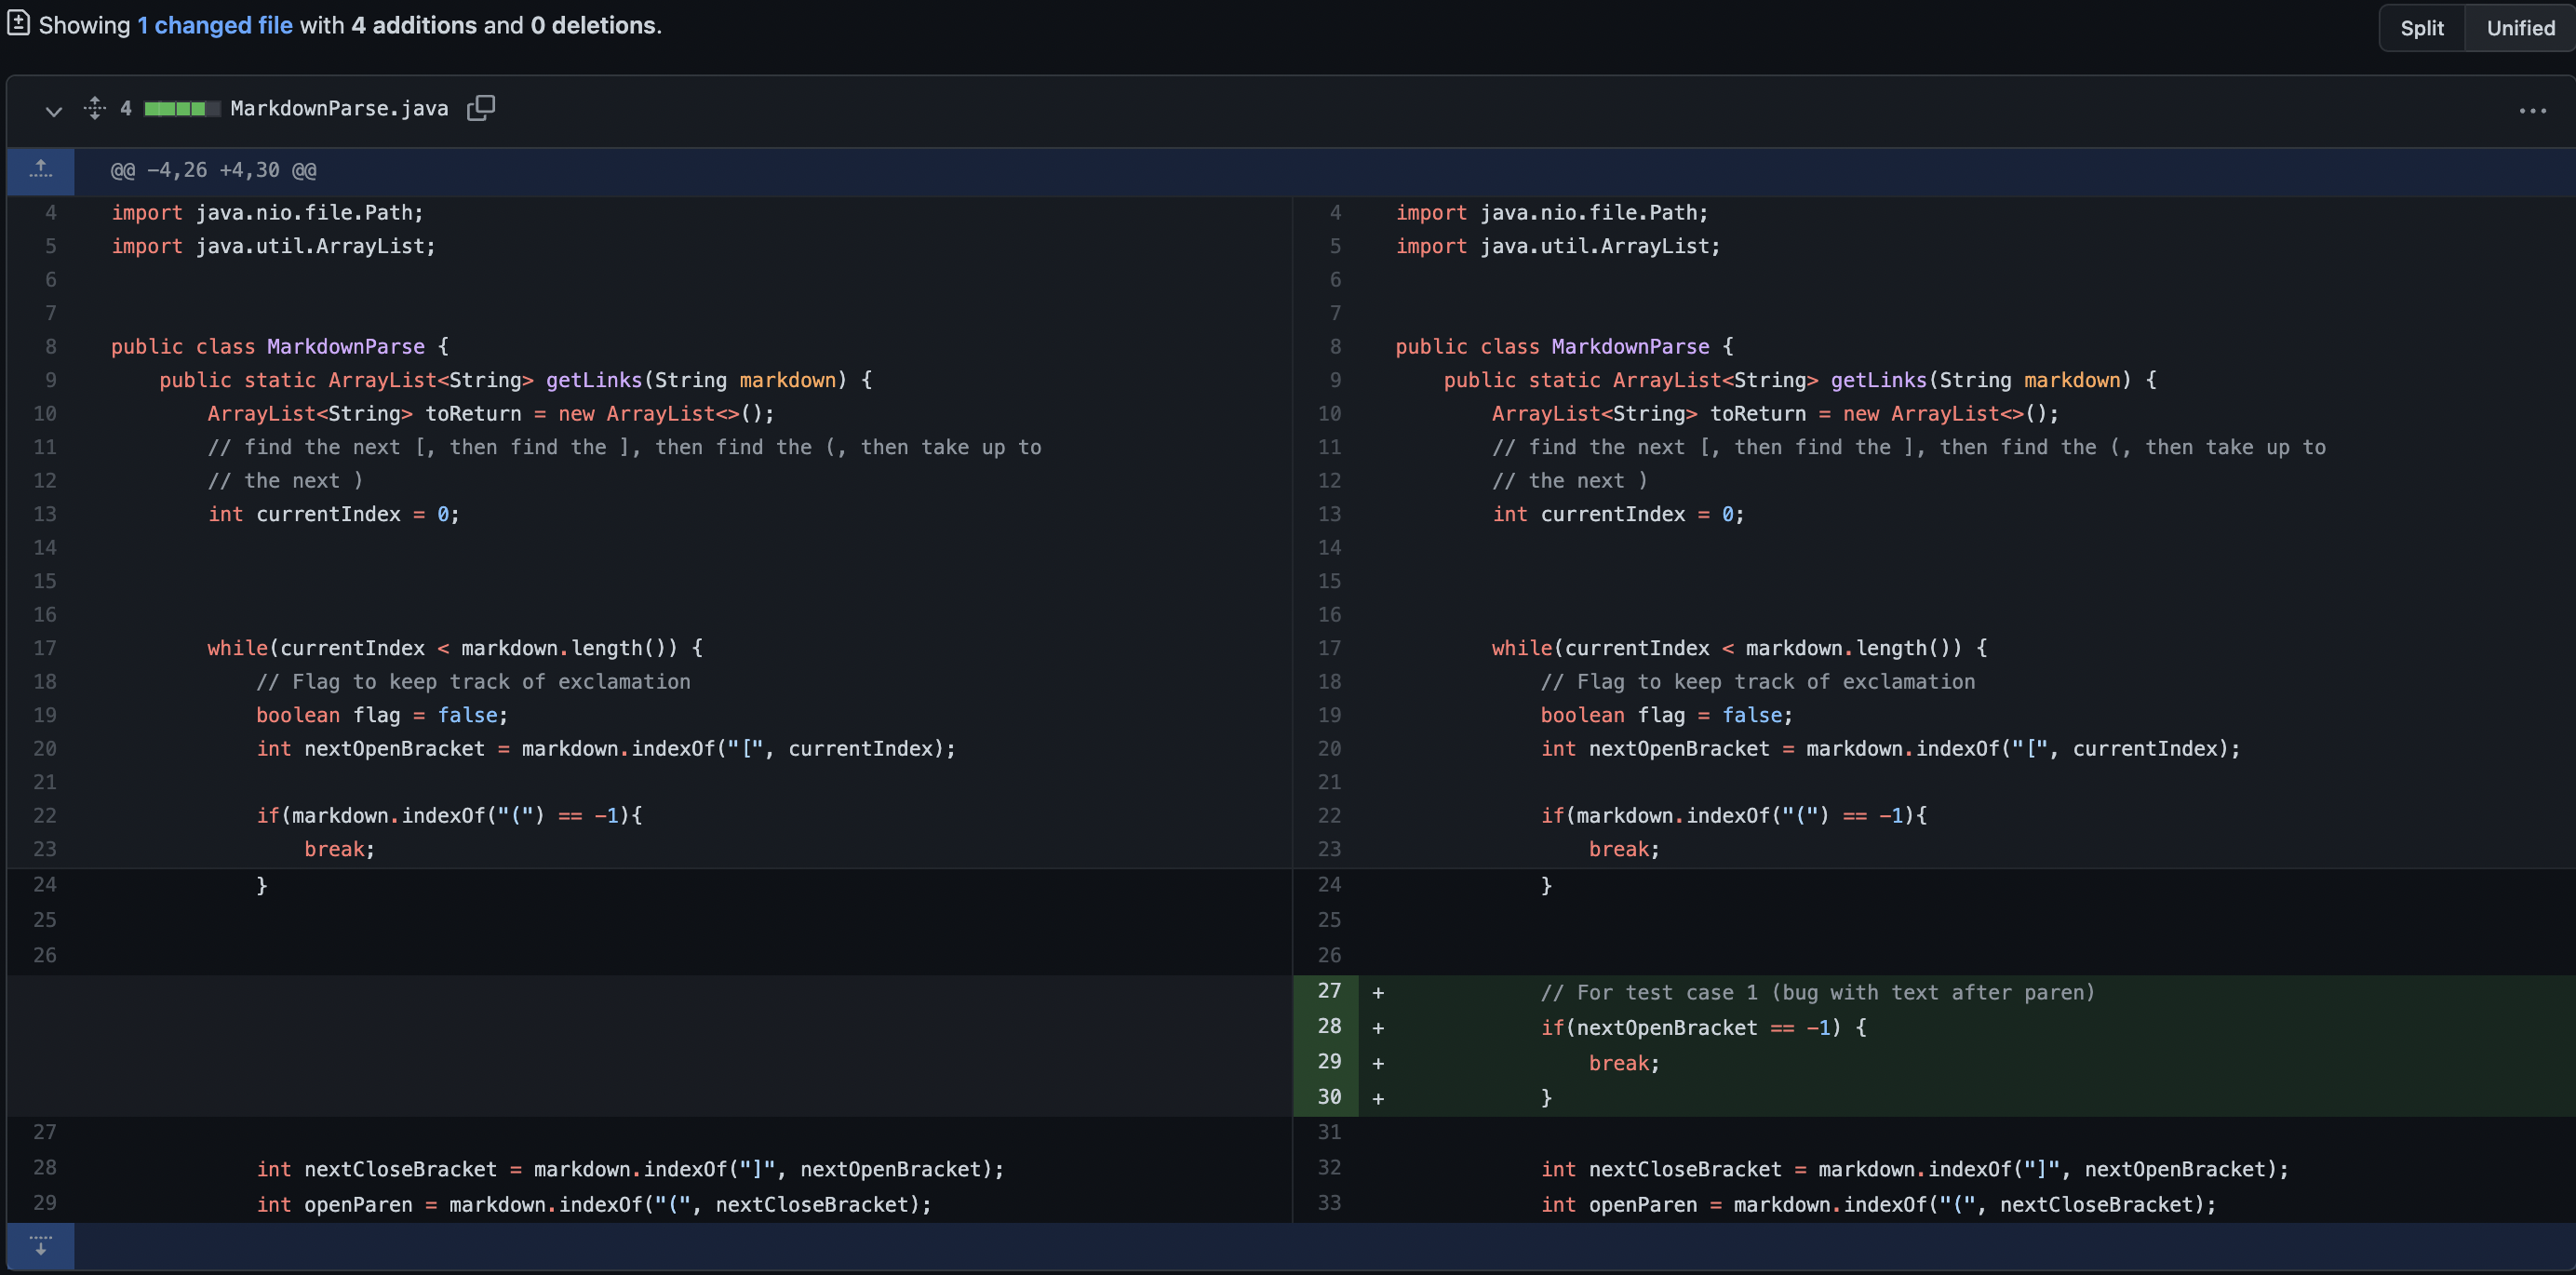 Showing 1 changed file with 4 additions and 0 deletions.
Split Unified
4 MarkdownParse.java
@@ -4,26 +4,30 @@
4 import java.nio.file.Path;
5 import java.util.ArrayList;
6
7
8 public class MarkdownParse {
9 public static ArrayList<String> getLinks(String markdown) {
10 ArrayList<String> toReturn = new ArrayList<>();
11 // find the next [, then find the ], then find the (, then take up to
12 // the next )
13 int currentIndex = 0;
14
15
16
17 while(currentIndex < markdown.length()) {
18 // Flag to keep track of exclamation
19 boolean flag = false;
20 int nextOpenBracket = markdown.indexOf("[", currentIndex);
21
22 if(markdown.indexOf("(") == -1){
23 break;
24 }
25
26
27
28 int nextCloseBracket = markdown.indexOf("]", nextOpenBracket);
29 int openParen = markdown.indexOf("(", nextCloseBracket);
4 import java.nio.file.Path;
5 import java.util.ArrayList;
6
7
8 public class MarkdownParse {
9 public static ArrayList<String> getLinks(String markdown) {
10 ArrayList<String> toReturn = new ArrayList<>();
11 // find the next [, then find the ], then find the (, then take up to
12 // the next )
13 int currentIndex = 0;
14
15
16
17 while(currentIndex < markdown.length()) {
18 // Flag to keep track of exclamation
19 boolean flag = false;
20 int nextOpenBracket = markdown.indexOf("[", currentIndex);
21
22 if(markdown.indexOf("(") == -1){
23 break;
24 }
25
26
27 + // For test case 1 (bug with text after paren)
28 + if(nextOpenBracket == -1) {
29 + break;
30 + }
31
32 int nextCloseBracket = markdown.indexOf("]", nextOpenBracket);
33 int openParen = markdown.indexOf("(", nextCloseBracket);